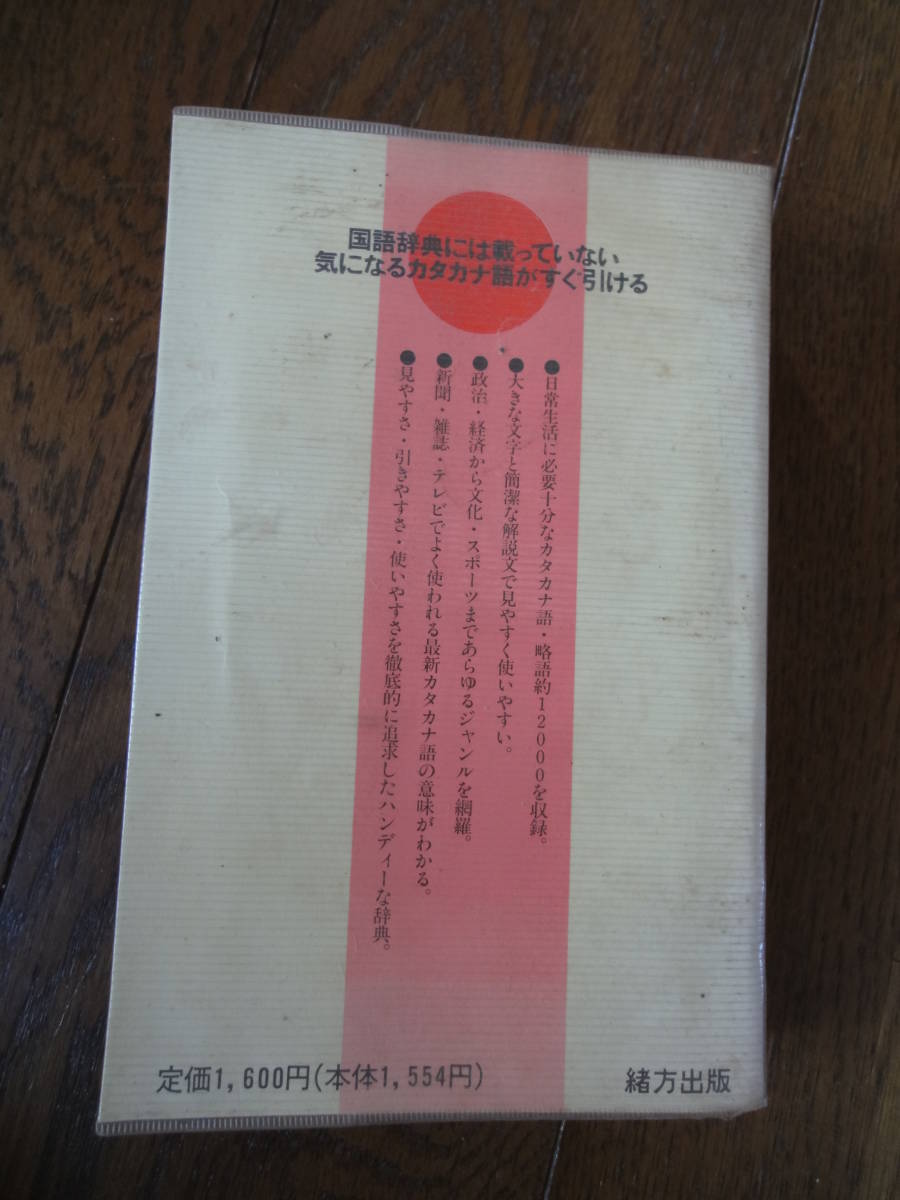 国語辞典には載っていない
気になるカタカナ語がすぐ引ける
●日常生活に必要十分なカタカナ語・略語約12000を収録。
●大きな文字と簡潔な解説文で見やすく使いやすい。
●政治・経済から文化・スポーツまであらゆるジャンルを網羅。
●新聞・雑誌・テレビでよく使われる最新カタカナ語の意味がわかる。
●見やすさ・引きやすさ・使いやすさを徹底的に追求したハンディーな辞典。
定価1,600円(本体1,554円)
緒方出版